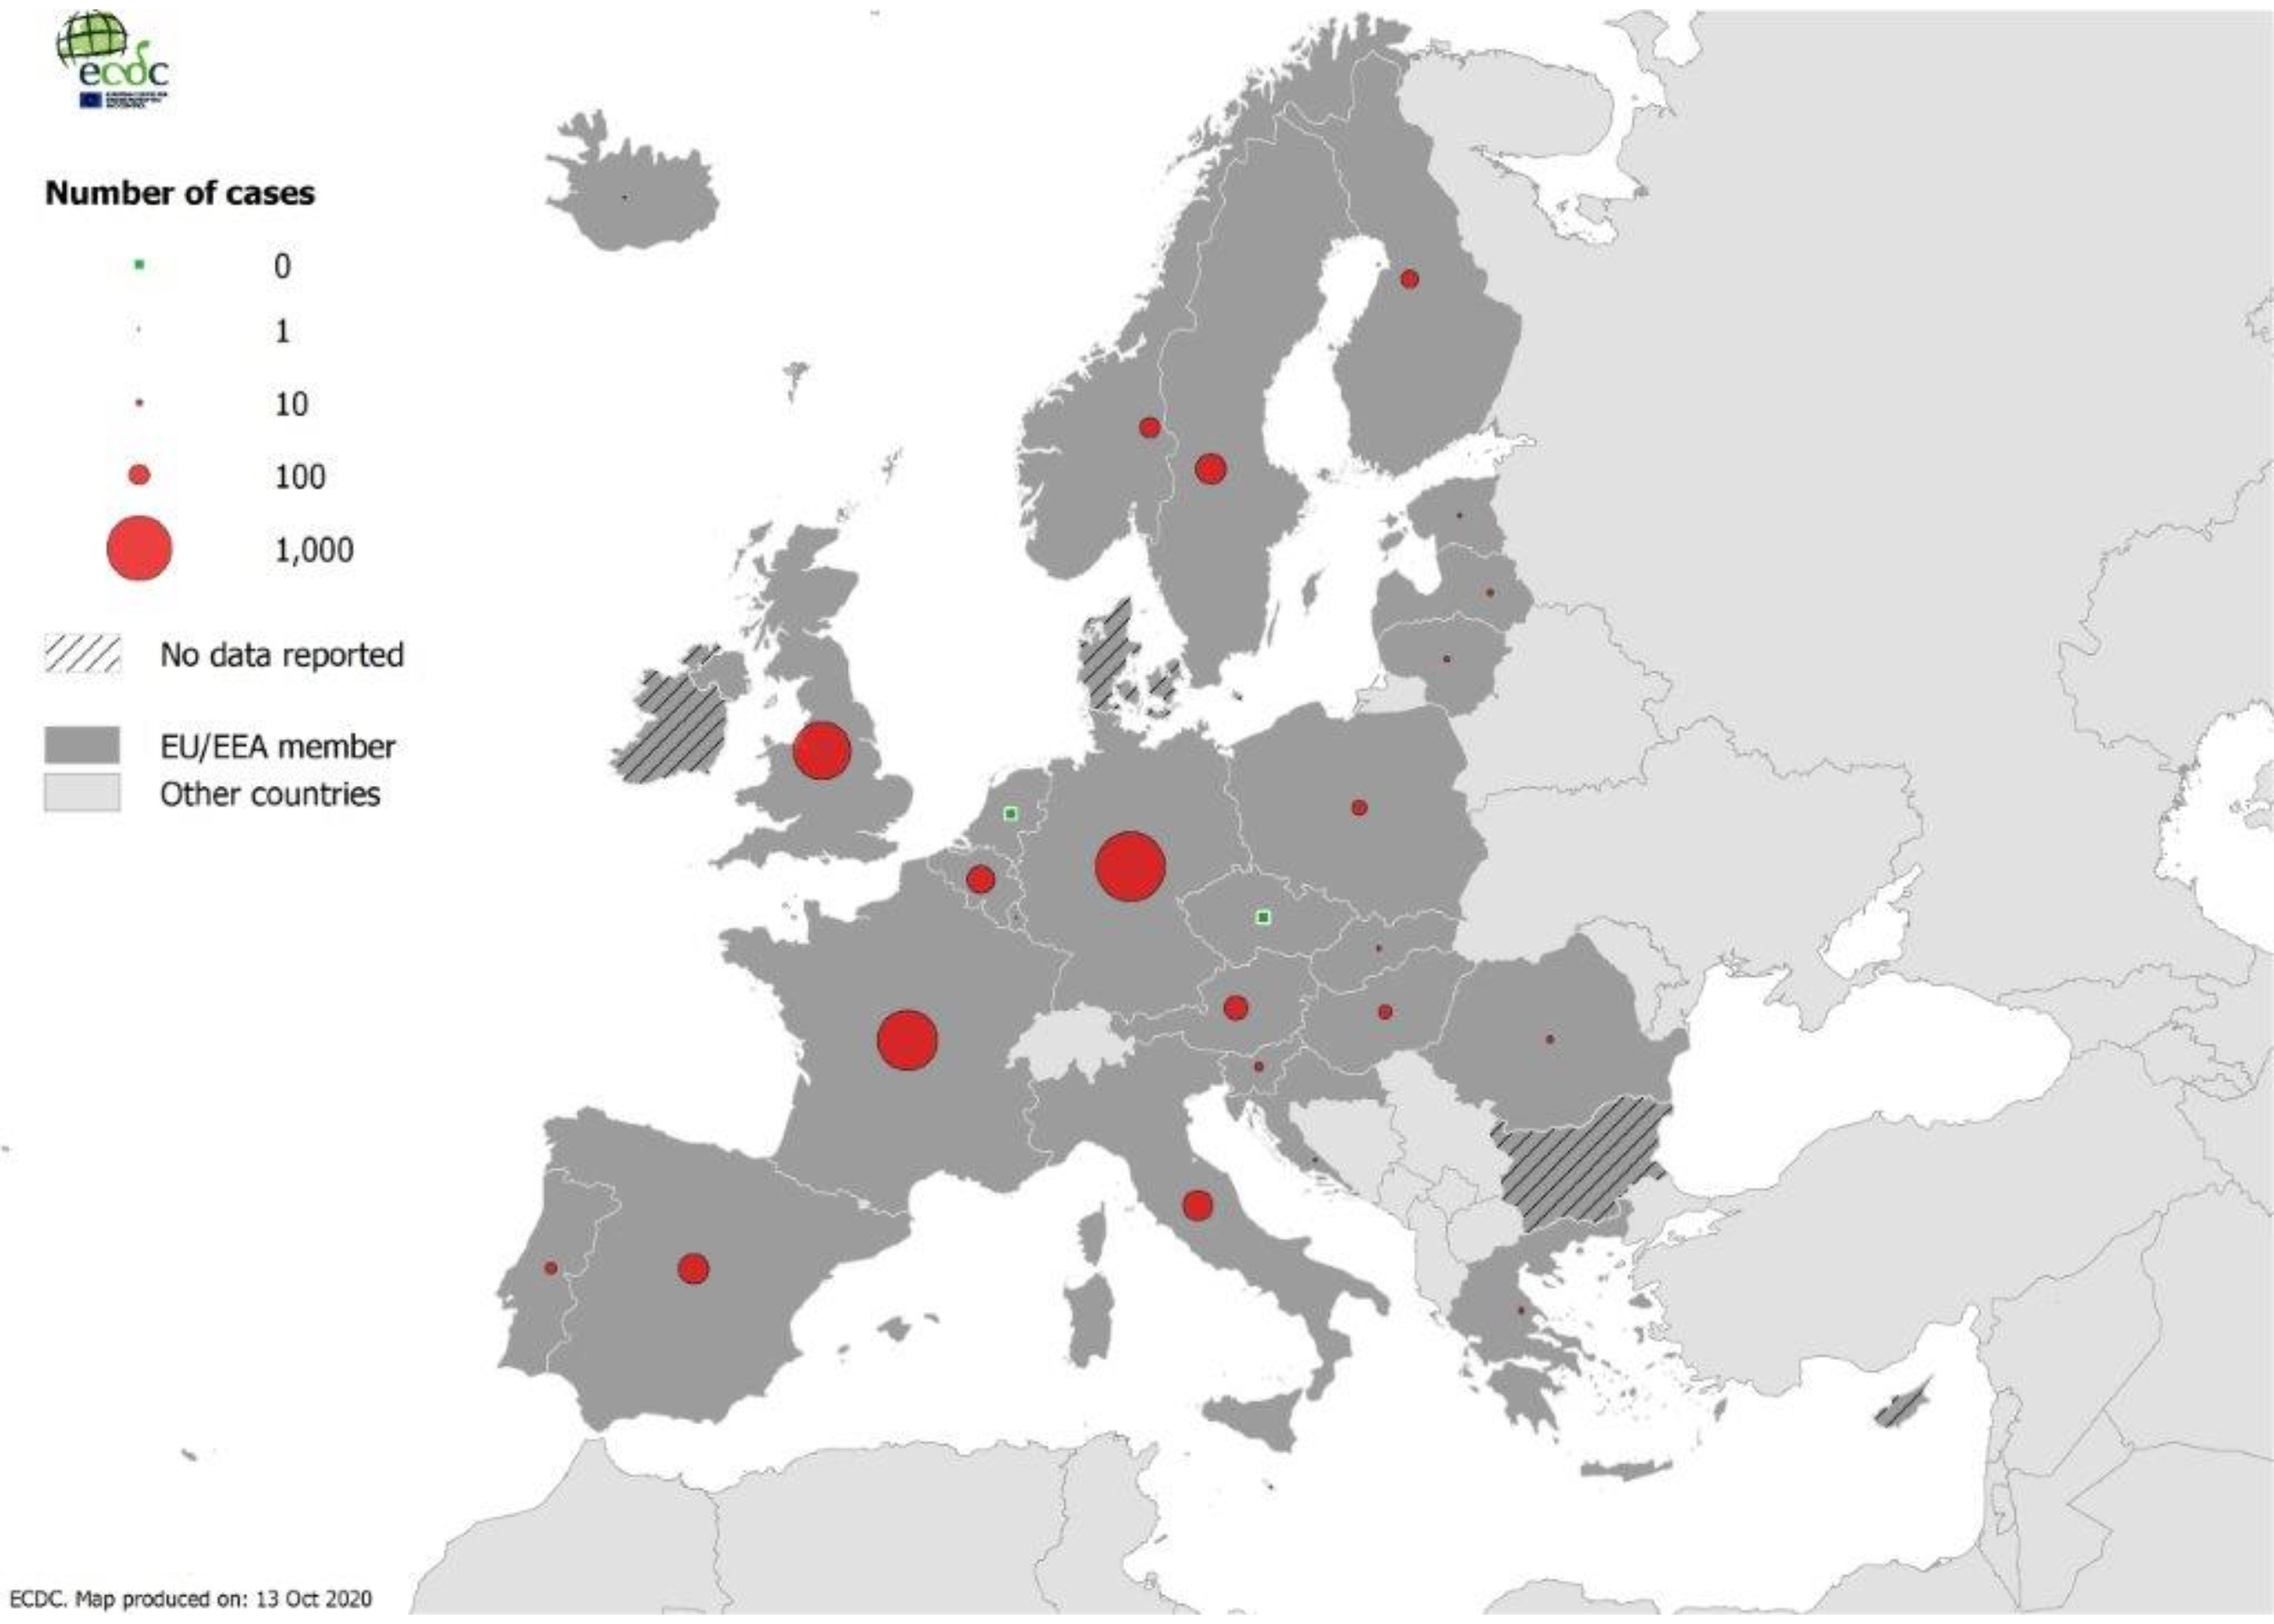 ecdc
Number of cases
0
1
10
100
1,000
No data reported
EU/EEA member
Other countries
ECDC. Map produced on: 13 Oct 2020